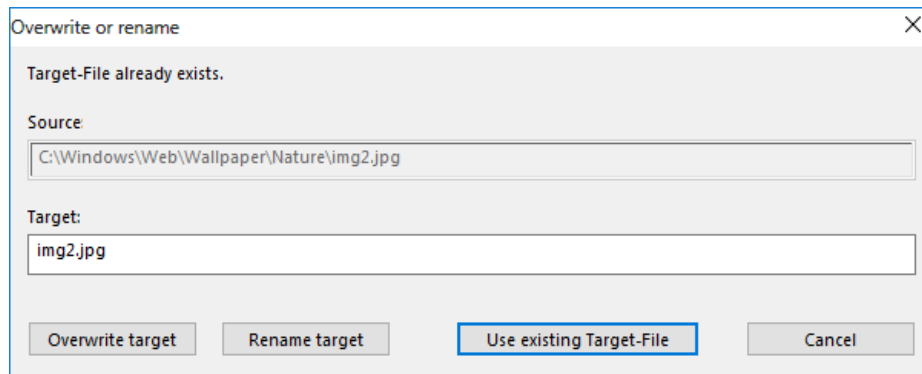 Overwrite or rename
Target-File already exists.
Source:
C:\Windows\Web\Wallpaper\Nature\img2.jpg
Target:
img2.jpg
Overwrite target Rename target Use existing Target-File Cancel